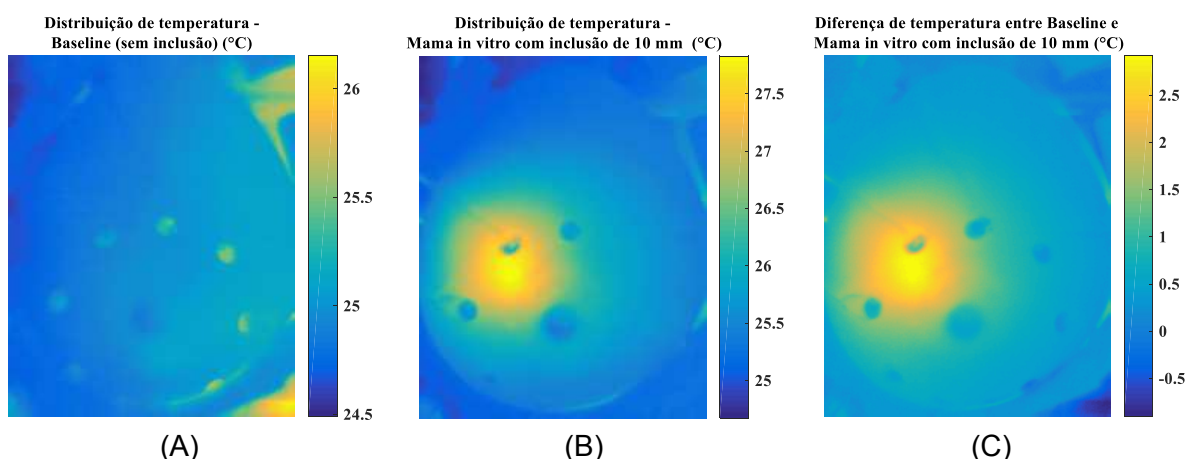 Distribuição de temperatura -
Baseline (sem inclusão) (°C)
26
25.5
25
24.5
(A)
Distribuição de temperatura -
Mama in vitro com inclusão de 10 mm (°C)
27.5
27
26.5
26
25.5
25
(B)
Diferença de temperatura entre Baseline e
Mama in vitro com inclusão de 10 mm (°C)
2.5
2
1.5
1
0.5
0
-0.5
(C)